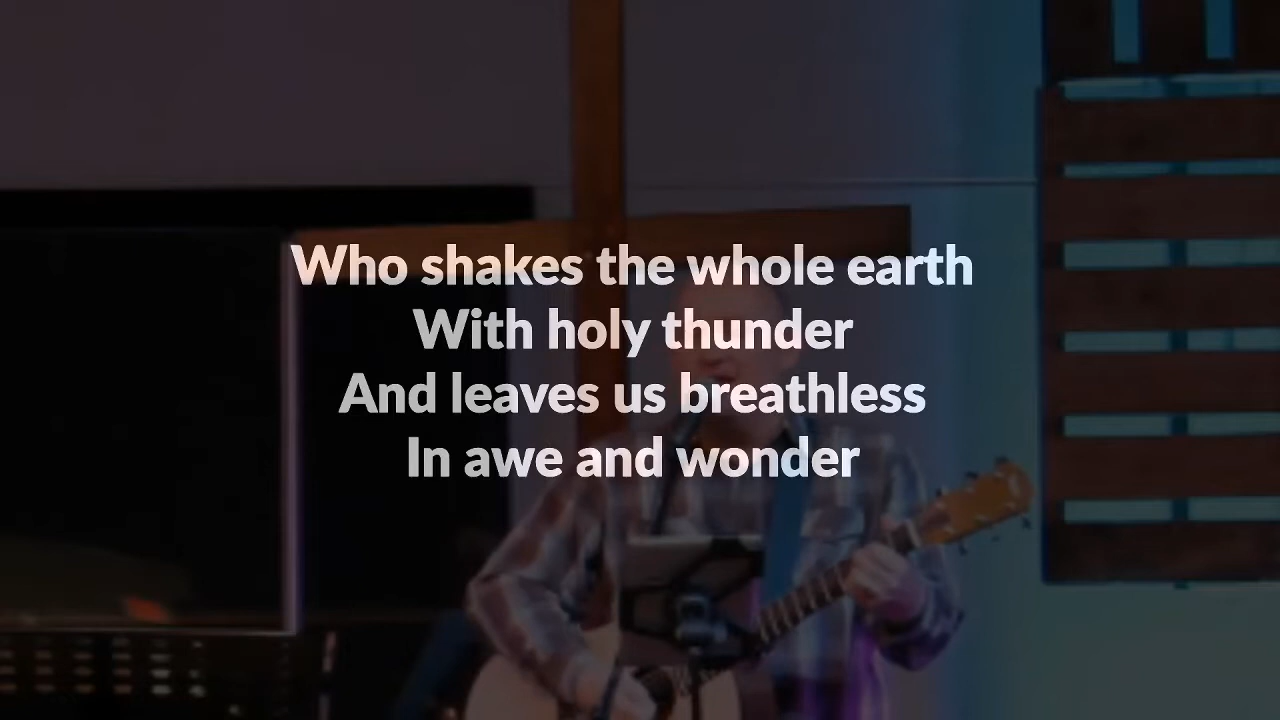 Who shakes the whole earth
With holy thunder
And leaves us breathless
In awe and wonder